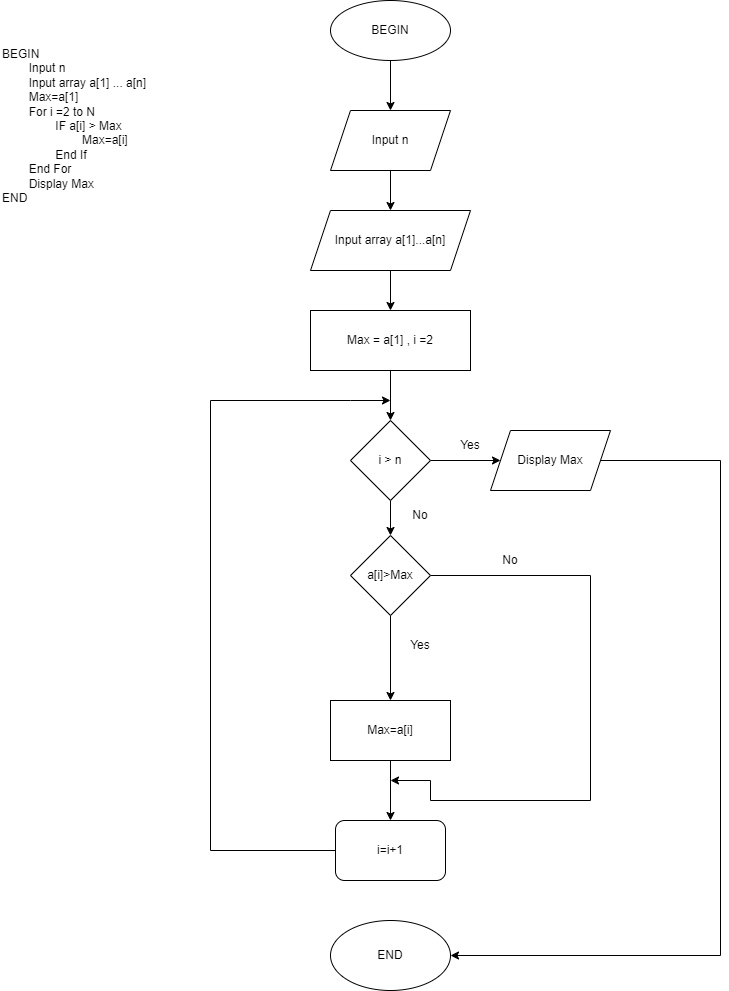 BEGIN
Input n
Input array a[1] ... a[n]
Max=a[1]
For i =2 to N
IF a[i] > Max
Max=a[i]
End If
End For
Display Max
END
BEGIN
Input n
Input array a[1]...a[n]
Max = a[1] , i =2
i > n
Yes
Display Max
No
a[i]>Max
No
Yes
Max=a[i]
i=i+1
END